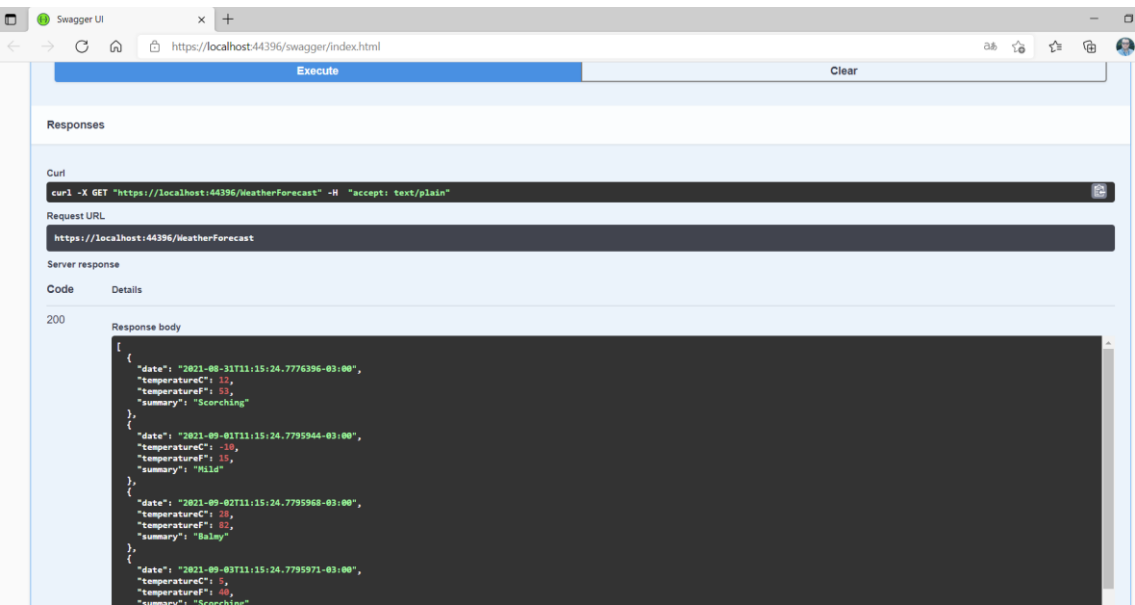 Swagger UI
https://localhost:44396/swagger/index.html
Execute Clear
Responses
Curl
curl -X GET "https://localhost:44396/WeatherForecast" -H  "accept: text/plain"
Request URL
https://localhost:44396/WeatherForecast
Server response
Code Details
200
Response body
[
  {
    "date": "2021-08-31T11:15:24.7776396-03:00",
    "temperatureC": 12,
    "temperatureF": 53,
    "summary": "Scorching"
  },
  {
    "date": "2021-09-01T11:15:24.7795944-03:00",
    "temperatureC": -10,
    "temperatureF": 15,
    "summary": "Mild"
  },
  {
    "date": "2021-09-02T11:15:24.7795968-03:00",
    "temperatureC": 28,
    "temperatureF": 82,
    "summary": "Balmy"
  },
  {
    "date": "2021-09-03T11:15:24.7795971-03:00",
    "temperatureC": 5,
    "temperatureF": 40,
    "summary": "Scorching"